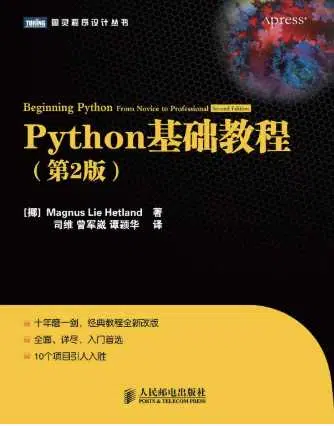 TURING 图灵程序设计丛书
Apress®
Beginning Python From Novice to Professional Second Edition
Python基础教程
(第2版)
[挪] Magnus Lie Hetland 著
司维 曾军崴 谭颖华 译
十年磨一剑,经典教程全新改版
全面、详尽,入门首选
10个项目引人入胜
人民邮电出版社
POSTS & TELECOM PRESS